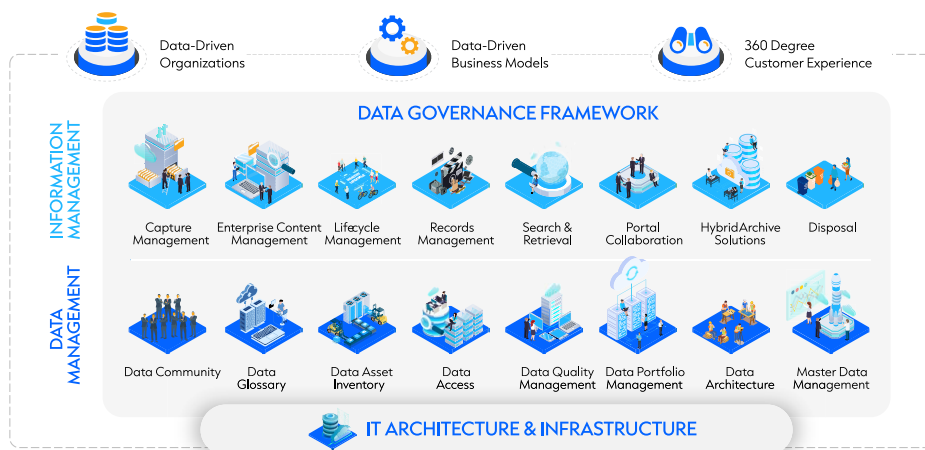 Data-Driven
Organizations
Data-Driven
Business Models
360 Degree
Customer Experience
DATA GOVERNANCE FRAMEWORK
INFORMATION
MANAGEMENT
Capture
Management
Enterprise Content
Management
Lifecycle
Management
Records
Management
Search &
Retrieval
Portal
Collaboration
Hybrid Archive
Solutions
Disposal
DATA
MANAGEMENT
Data Community
Data
Glossary
Data Asset
Inventory
Data
Access
Data Quality
Management
Data Portfolio
Management
Data
Architecture
Master Data
Management
IT ARCHITECTURE & INFRASTRUCTURE